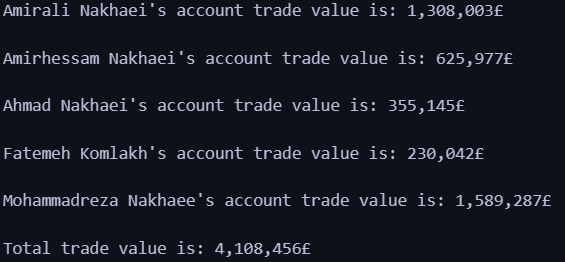 Amirali Nakhaei's account trade value is: 1,308,003£
Amirhessam Nakhaei's account trade value is: 625,977£
Ahmad Nakhaei's account trade value is: 355,145£
Fatemeh Komlakh's account trade value is: 230,042£
Mohammadreza Nakhaee's account trade value is: 1,589,287£
Total trade value is: 4,108,456£